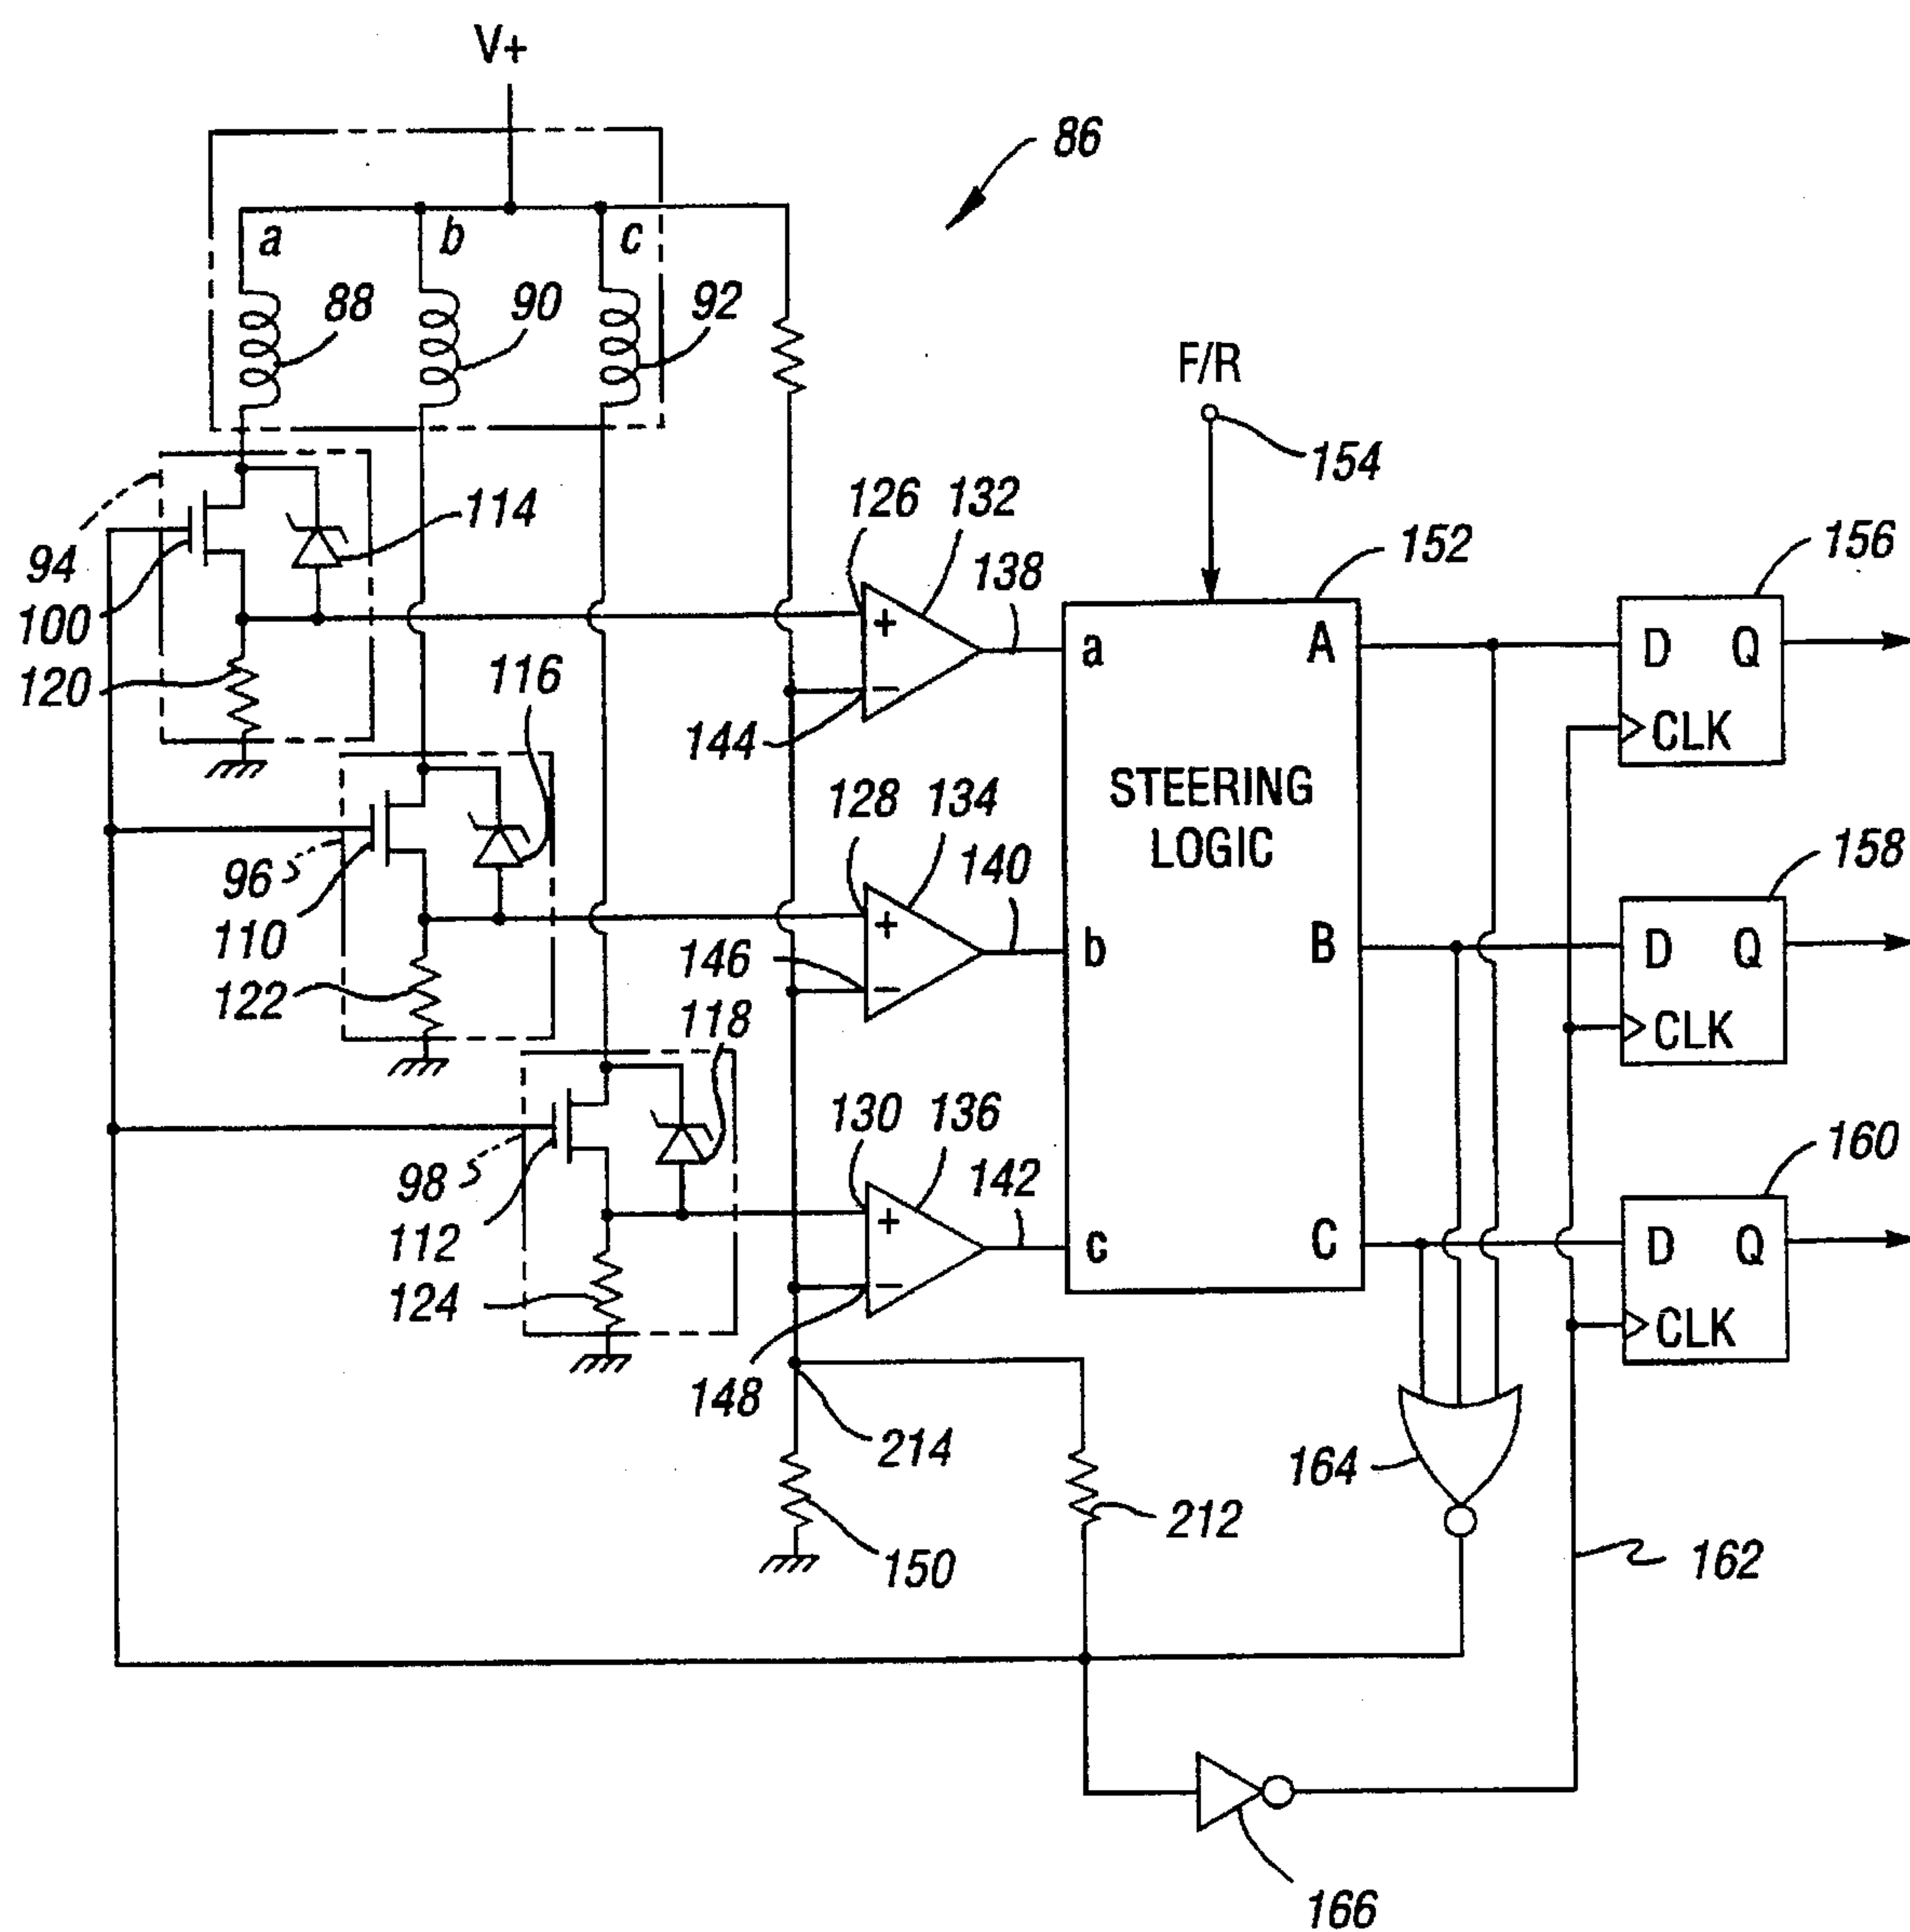 V+
86
a b c
88 90 92
F/R
154
94
100
120
114
126 132
138
152
156
116
144
a
A
D Q
CLK
STEERING
LOGIC
96
110
122
128 134
140
146
118
b
B
158
D Q
CLK
98
112
124
130 136
142
148
c
C
160
D Q
CLK
214
150
212
164
162
166
+
−
+
−
+
−